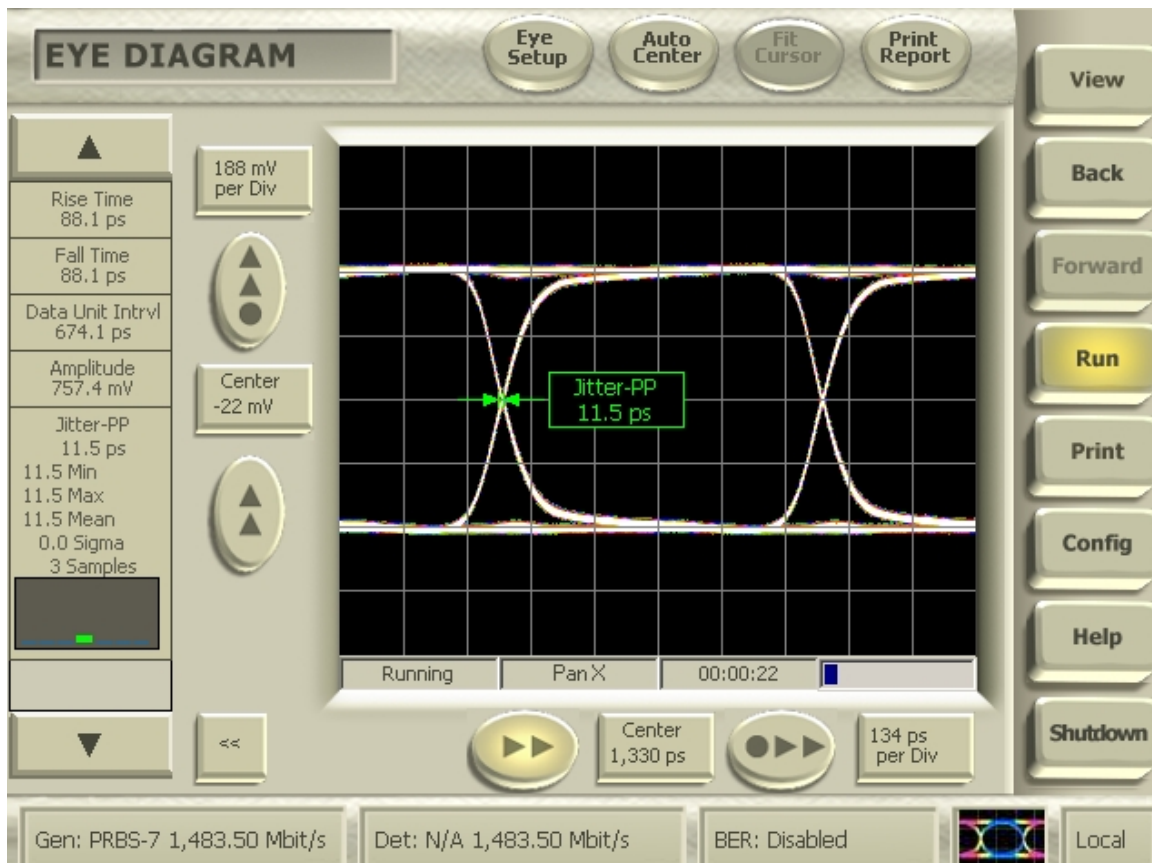 EYE DIAGRAM
Eye
Setup
Auto
Center
Fit
Cursor
Print
Report
View
Back
Forward
Run
Print
Config
Help
Shutdown
Rise Time
88.1 ps
Fall Time
88.1 ps
Data Unit Intrvl
674.1 ps
Amplitude
757.4 mV
Jitter-PP
11.5 ps
11.5 Min
11.5 Max
11.5 Mean
0.0 Sigma
3 Samples
188 mV
per Div
Center
-22 mV
<<
Jitter-PP
11.5 ps
Running
Pan X
00:00:22
Center
1,330 ps
134 ps
per Div
Gen: PRBS-7 1,483.50 Mbit/s
Det: N/A 1,483.50 Mbit/s
BER: Disabled
Local